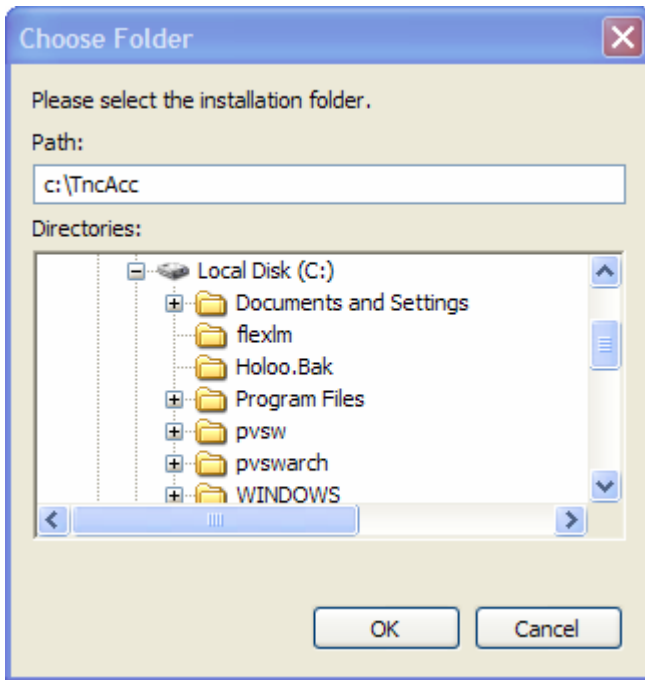 Choose Folder
Please select the installation folder.
Path:
c:\TncAcc
Directories:
Local Disk (C:)
Documents and Settings
flexlm
Holoo.Bak
Program Files
pvsw
pvswarch
WINDOWS
OK Cancel